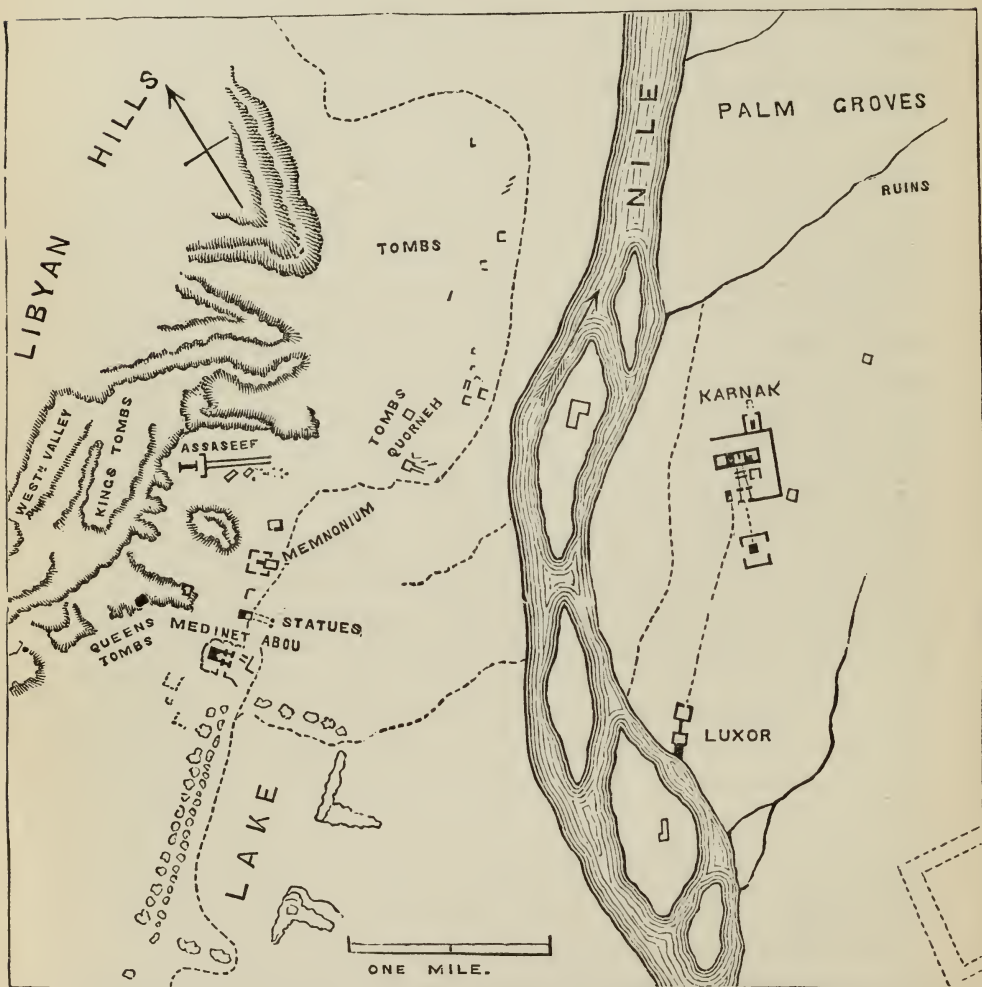 LIBYAN HILLS
NILE
PALM GROVES
RUINS
TOMBS
KARNAK
TOMBS
QUORNEH
WESTN VALLEY
KINGS TOMBS
ASSASEEF
MEMNONIUM
STATUES
MEDINET ABOU
QUEENS
TOMBS
LUXOR
LAKE
ONE MILE.